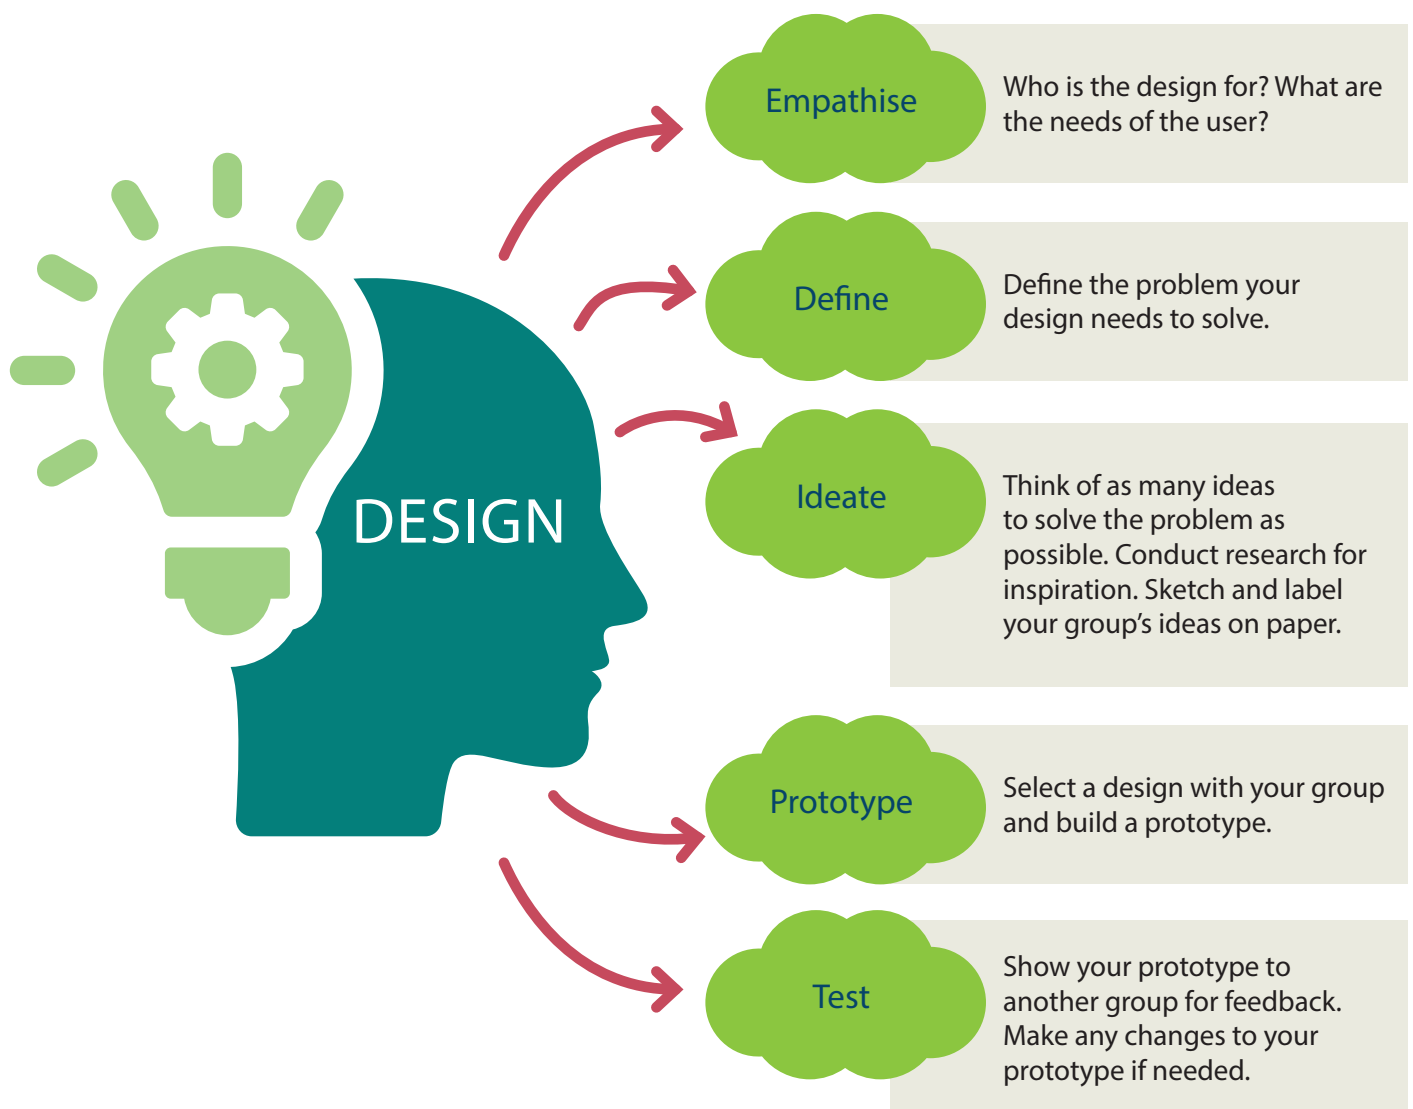 DESIGN
Empathise
Who is the design for? What are
the needs of the user?
Define
Define the problem your
design needs to solve.
Ideate
Think of as many ideas
to solve the problem as
possible. Conduct research for
inspiration. Sketch and label
your group’s ideas on paper.
Prototype
Select a design with your group
and build a prototype.
Test
Show your prototype to
another group for feedback.
Make any changes to your
prototype if needed.